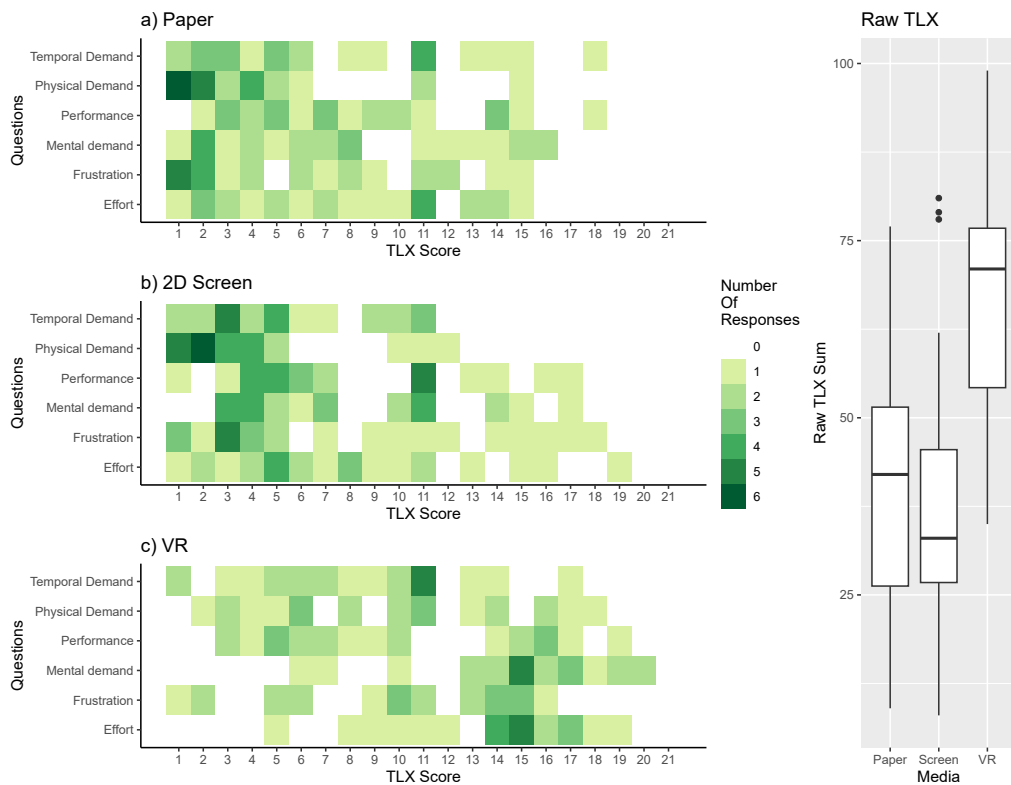 a) Paper
Questions
Temporal Demand
Physical Demand
Performance
Mental demand
Frustration
Effort
1 2 3 4 5 6 7 8 9 10 11 12 13 14 15 16 17 18 19 20 21
TLX Score
b) 2D Screen
Questions
Temporal Demand
Physical Demand
Performance
Mental demand
Frustration
Effort
1 2 3 4 5 6 7 8 9 10 11 12 13 14 15 16 17 18 19 20 21
TLX Score
c) VR
Questions
Temporal Demand
Physical Demand
Performance
Mental demand
Frustration
Effort
1 2 3 4 5 6 7 8 9 10 11 12 13 14 15 16 17 18 19 20 21
TLX Score
Number
Of
Responses
0
1
2
3
4
5
6
Raw TLX
Raw TLX Sum
100
75
50
25
Paper Screen VR
Media